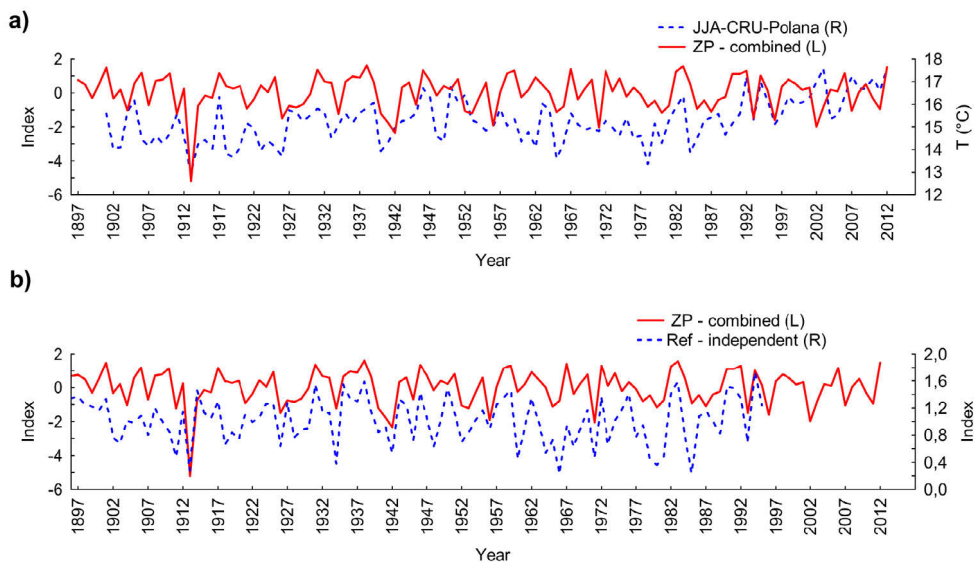 a)
JJA-CRU-Polana (R)
ZP - combined (L)
2
0
-2
-4
-6
Index
18
17
16
15
14
13
12
T (°C)
1897 1902 1907 1912 1917 1922 1927 1932 1937 1942 1947 1952 1957 1962 1967 1972 1977 1982 1987 1992 1997 2002 2007 2012
Year
b)
ZP - combined (L)
Ref - independent (R)
2
0
-2
-4
-6
Index
2,0
1,6
1,2
0,8
0,4
0,0
Index
1897 1902 1907 1912 1917 1922 1927 1932 1937 1942 1947 1952 1957 1962 1967 1972 1977 1982 1987 1992 1997 2002 2007 2012
Year